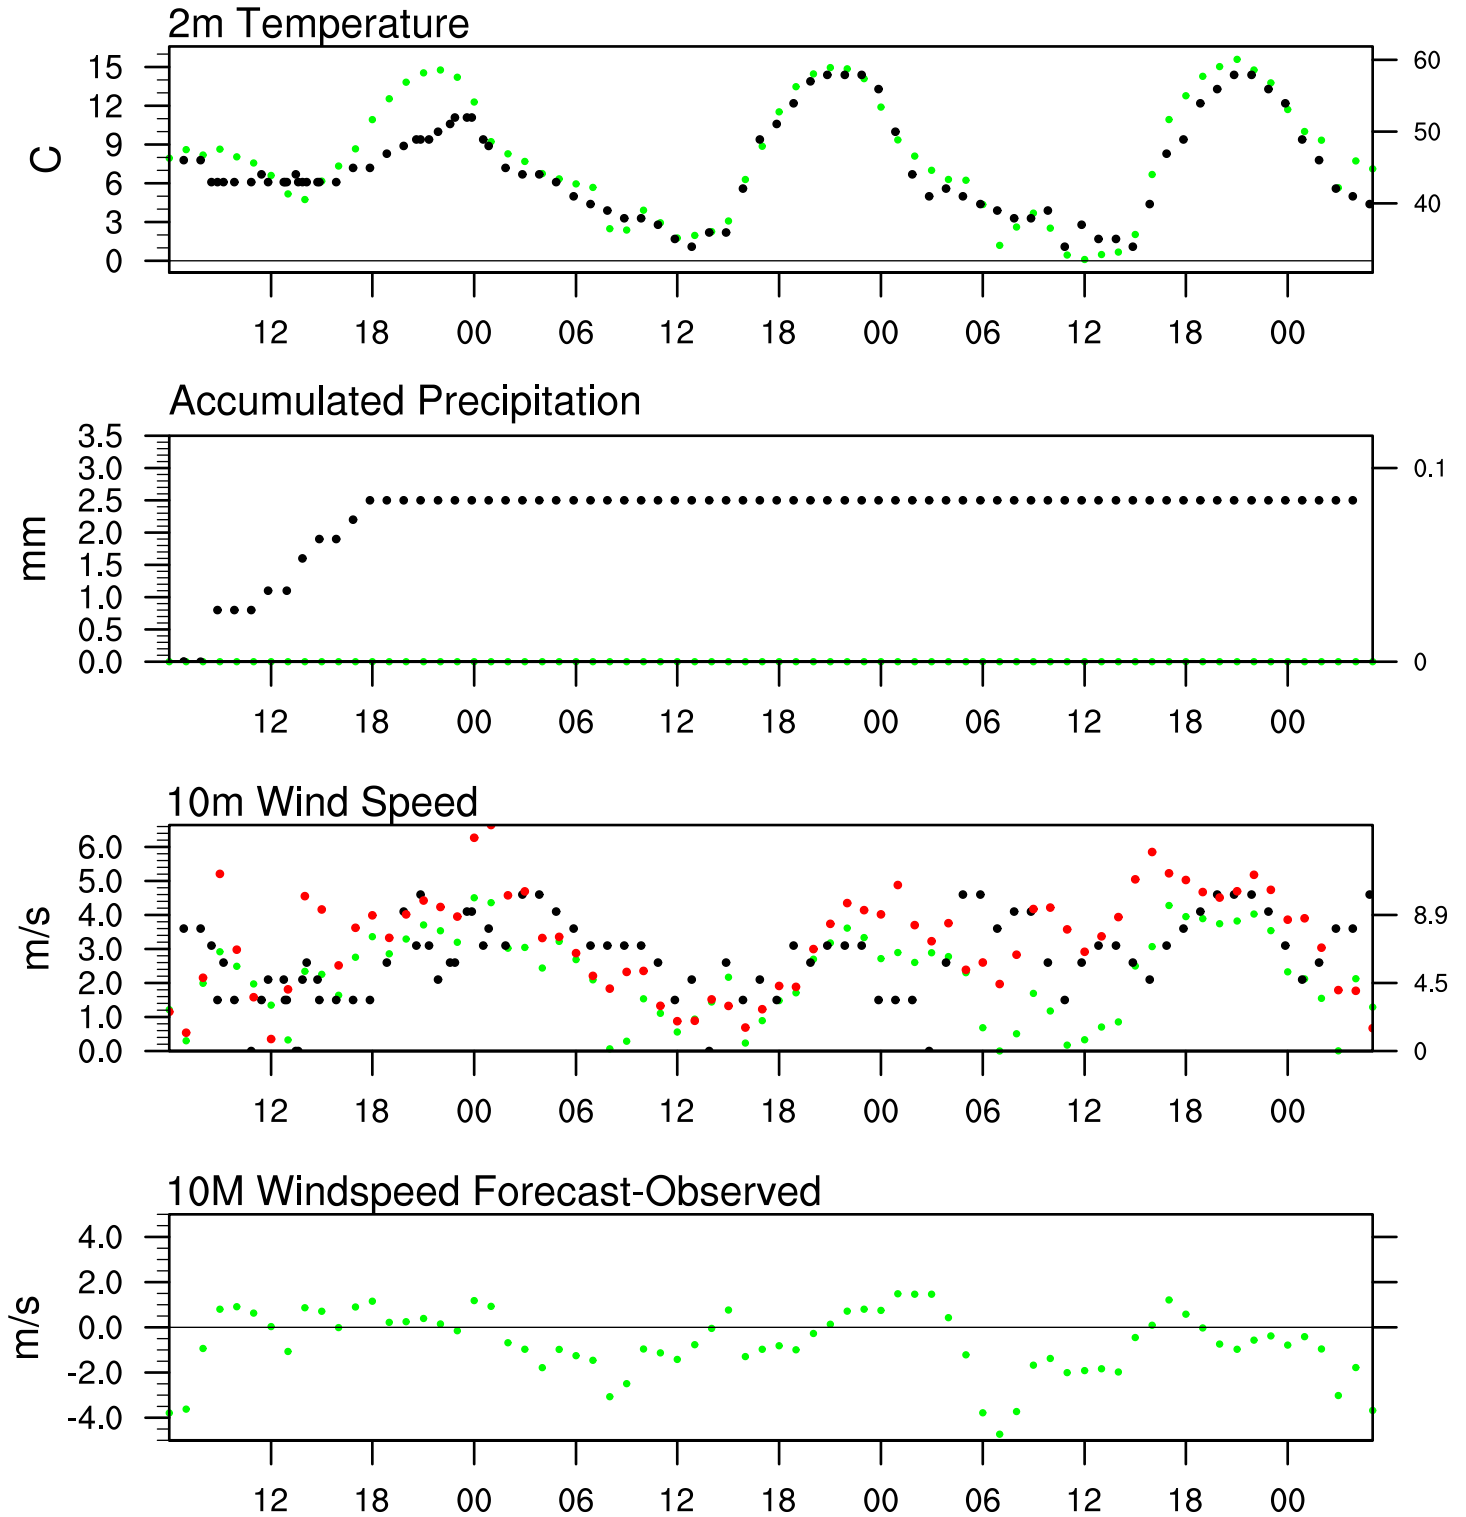 2m Temperature
15 60
12
9 50
6
3 40
0
C
12 18 00 06 12 18 00 06 12 18 00
Accumulated Precipitation
3.5
3.0 0.1
2.5
2.0
1.5
1.0
0.5
0.0 0
mm
12 18 00 06 12 18 00 06 12 18 00
10m Wind Speed
6.0
5.0
4.0 8.9
3.0
2.0 4.5
1.0
0.0 0
m/s
12 18 00 06 12 18 00 06 12 18 00
10M Windspeed Forecast-Observed
4.0
2.0
0.0
-2.0
-4.0
m/s
12 18 00 06 12 18 00 06 12 18 00